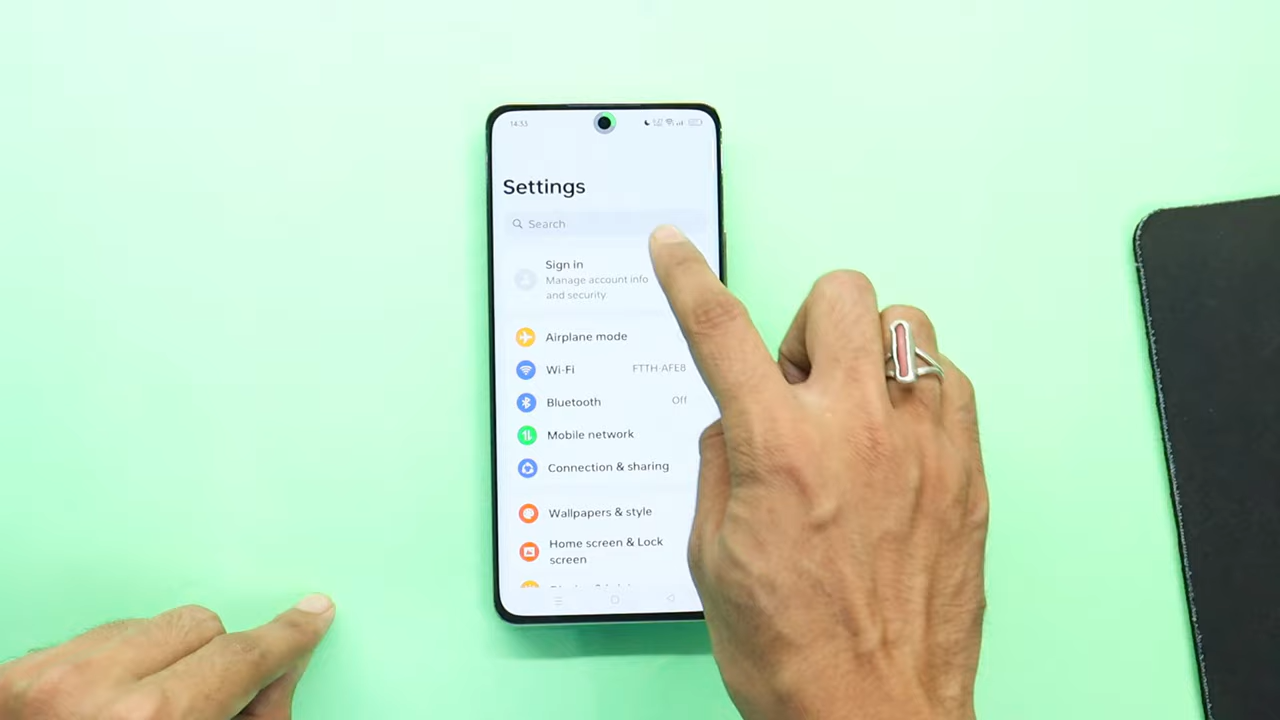 14:33
Settings
Search
Sign in
Manage account info
and security
Airplane mode
Wi-Fi FTTH-AFE8
Bluetooth Off
Mobile network
Connection & sharing
Wallpapers & style
Home screen & Lock
screen